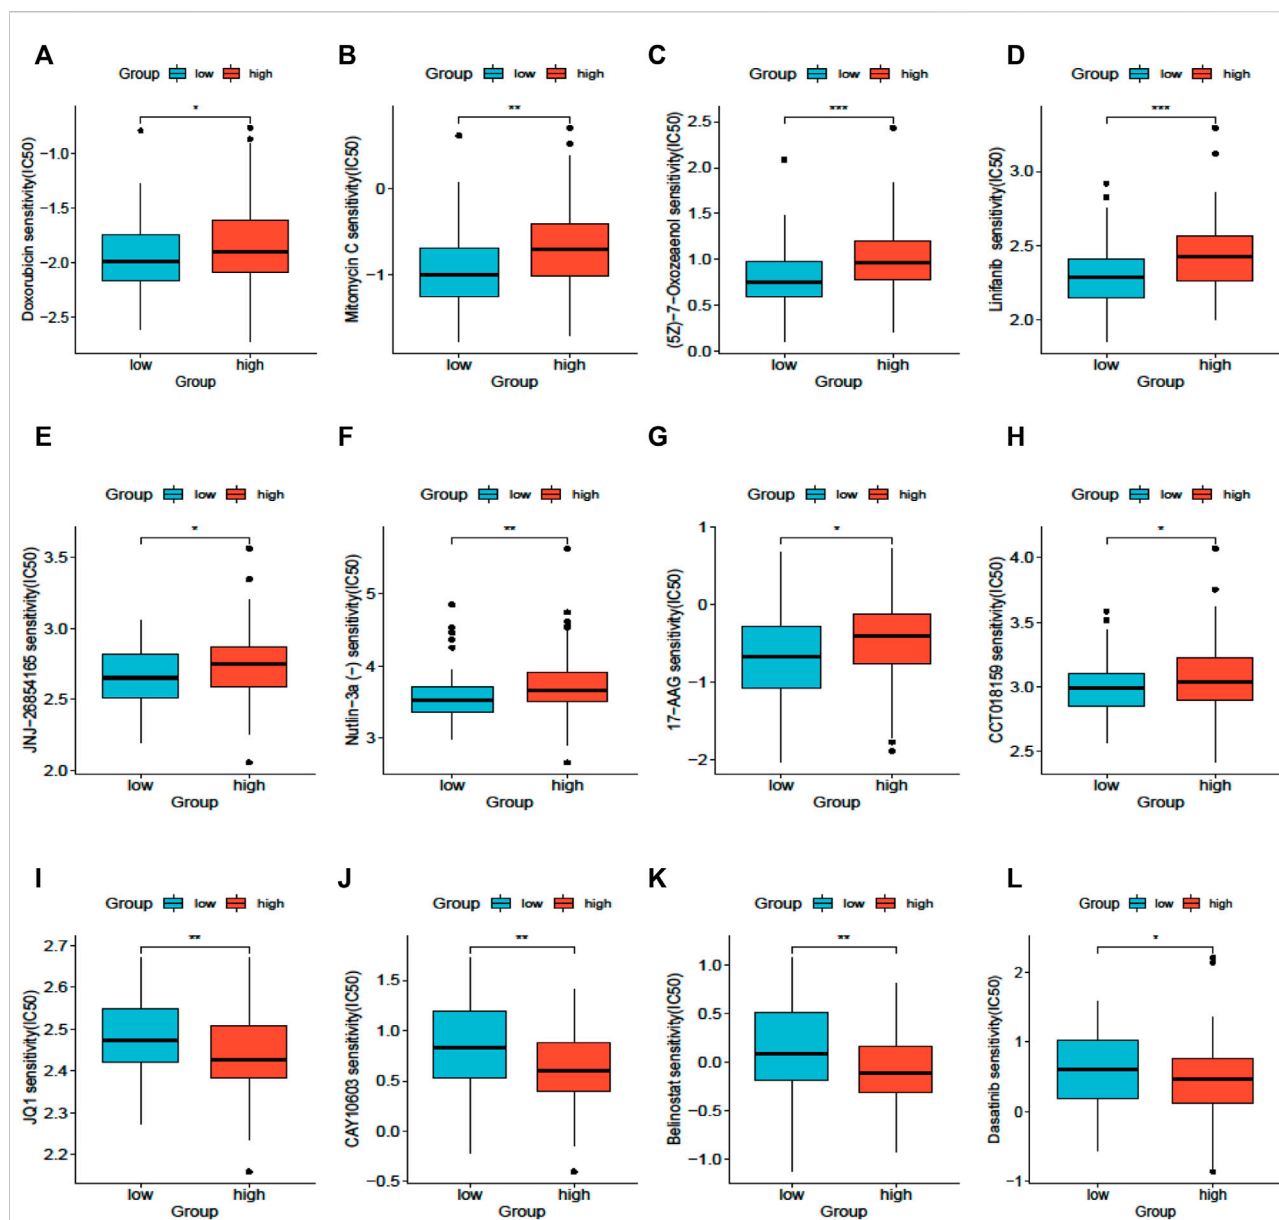 A
Group low high
*
Doxorubicin sensitivity(IC50)
−1.0
−1.5
−2.0
−2.5
low high
Group
B
Group low high
**
Mitomycin C sensitivity(IC50)
0
−1
low high
Group
C
Group low high
***
(5Z)−7−Oxozeaenol sensitivity(IC50)
2.5
2.0
1.5
1.0
0.5
0.0
low high
Group
D
Group low high
***
Linifanib sensitivity(IC50)
3.0
2.5
2.0
low high
Group
E
Group low high
*
JNJ−26854165 sensitivity(IC50)
3.5
3.0
2.5
2.0
low high
Group
F
Group low high
**
Nutlin−3a (−) sensitivity(IC50)
5
4
3
low high
Group
G
Group low high
*
17−AAG sensitivity(IC50)
1
0
−1
−2
low high
Group
H
Group low high
*
CCT018159 sensitivity(IC50)
4.0
3.5
3.0
2.5
low high
Group
I
Group low high
**
JQ1 sensitivity(IC50)
2.7
2.6
2.5
2.4
2.3
2.2
low high
Group
J
Group low high
**
CAY10603 sensitivity(IC50)
1.5
1.0
0.5
0.0
−0.5
low high
Group
K
Group low high
**
Belinostat sensitivity(IC50)
1.0
0.5
0.0
−0.5
−1.0
low high
Group
L
Group low high
*
Dasatinib sensitivity(IC50)
2
1
0
−1
low high
Group